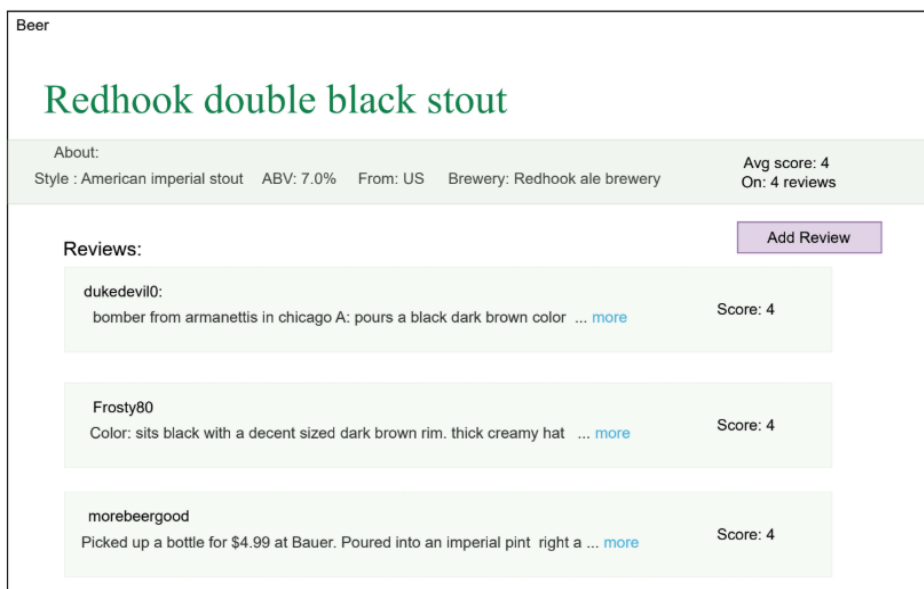 Beer
Redhook double black stout
About:
Style : American imperial stout ABV: 7.0% From: US Brewery: Redhook ale brewery
Avg score: 4
On: 4 reviews
Add Review
Reviews:
dukedevil0:
bomber from armanettis in chicago A: pours a black dark brown color ... more
Score: 4
Frosty80
Color: sits black with a decent sized dark brown rim. thick creamy hat ... more
Score: 4
morebeergood
Picked up a bottle for $4.99 at Bauer. Poured into an imperial pint right a ... more
Score: 4